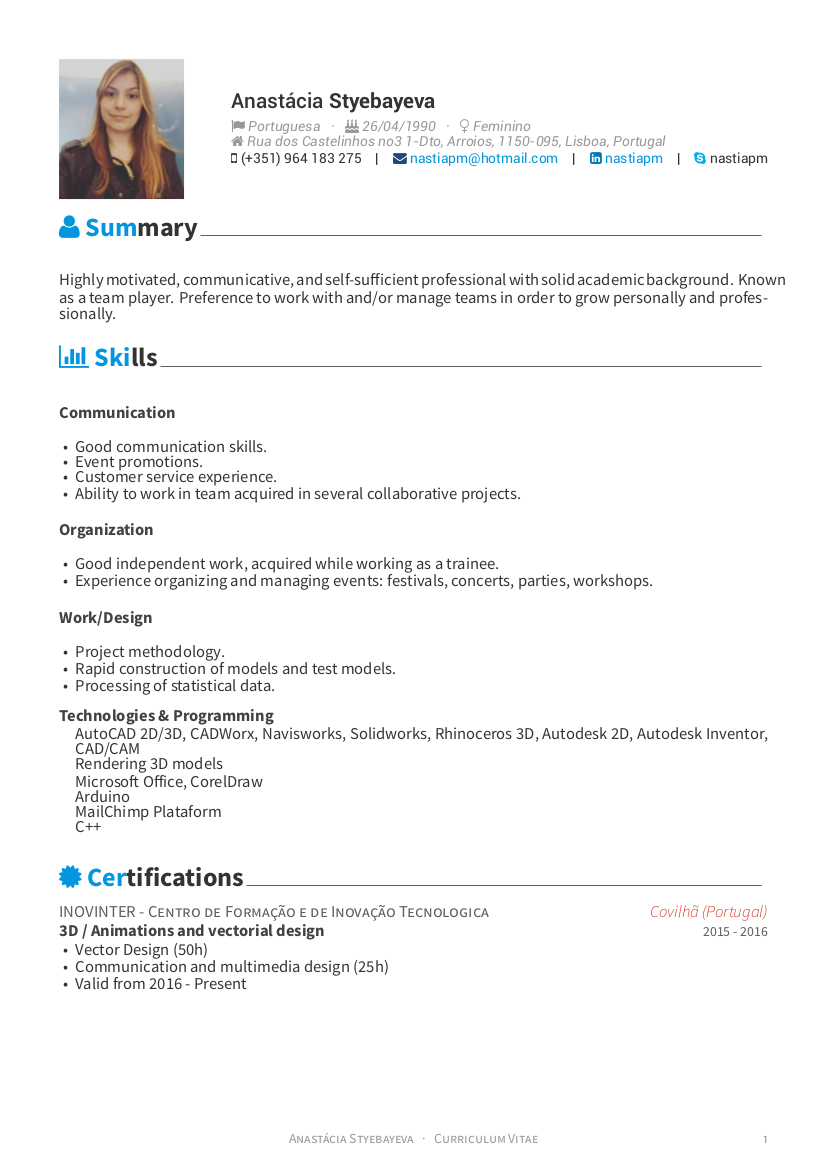 Anastácia Styebayeva
Portuguesa · 26/04/1990 · Feminino
Rua dos Castelinhos no3 1-Dto, Arroios, 1150-095, Lisboa, Portugal
(+351) 964 183 275 | nastiapm@hotmail.com | nastiapm | nastiapm
Summary
Highly motivated, communicative, and self-sufficient professional with solid academic background. Known
as a team player. Preference to work with and/or manage teams in order to grow personally and profes-
sionally.
Skills
Communication
• Good communication skills.
• Event promotions.
• Customer service experience.
• Ability to work in team acquired in several collaborative projects.
Organization
• Good independent work, acquired while working as a trainee.
• Experience organizing and managing events: festivals, concerts, parties, workshops.
Work/Design
• Project methodology.
• Rapid construction of models and test models.
• Processing of statistical data.
Technologies & Programming
AutoCAD 2D/3D, CADWorx, Navisworks, Solidworks, Rhinoceros 3D, Autodesk 2D, Autodesk Inventor,
CAD/CAM
Rendering 3D models
Microsoft Office, CorelDraw
Arduino
MailChimp Plataform
C++
Certifications
INOVINTER - Centro de Formação e de Inovação Tecnologica Covilhã (Portugal)
3D / Animations and vectorial design 2015 - 2016
• Vector Design (50h)
• Communication and multimedia design (25h)
• Valid from 2016 - Present
Anastácia Styebayeva · Curriculum Vitae 1